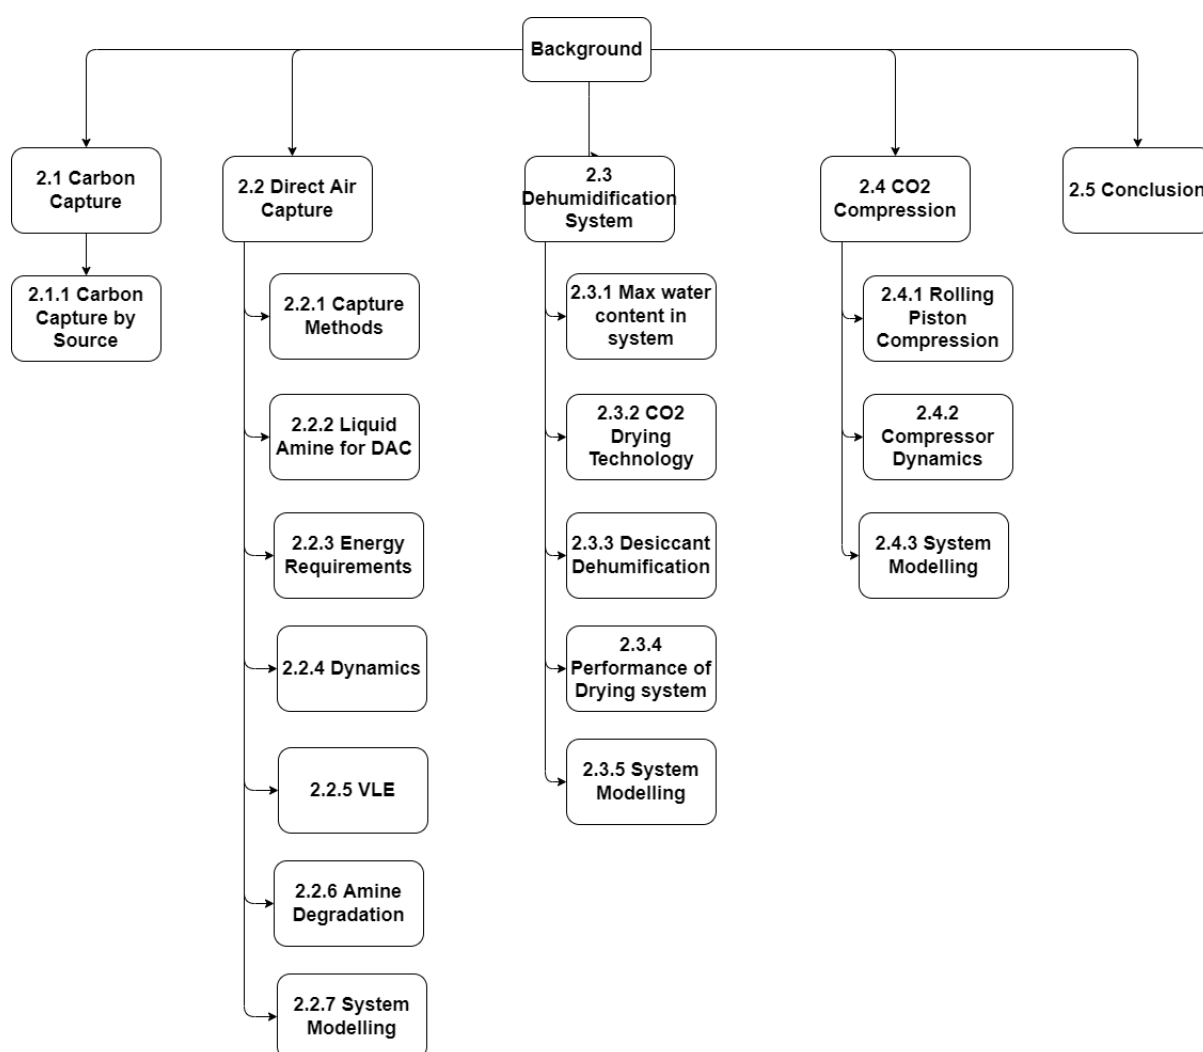 Background
2.1 Carbon
Capture
2.2 Direct Air
Capture
2.3
Dehumidification
System
2.4 CO2
Compression
2.5 Conclusion
2.1.1 Carbon
Capture by
Source
2.2.1 Capture
Methods
2.2.2 Liquid
Amine for DAC
2.2.3 Energy
Requirements
2.2.4 Dynamics
2.2.5 VLE
2.2.6 Amine
Degradation
2.2.7 System
Modelling
2.3.1 Max water
content in
system
2.3.2 CO2
Drying
Technology
2.3.3 Desiccant
Dehumification
2.3.4
Performance of
Drying system
2.3.5 System
Modelling
2.4.1 Rolling
Piston
Compression
2.4.2
Compressor
Dynamics
2.4.3 System
Modelling